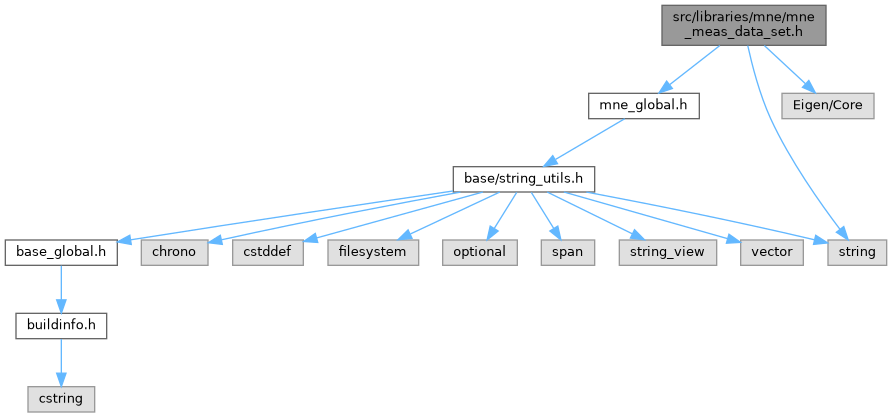 src/libraries/mne/mne
_meas_data_set.h
mne_global.h
Eigen/Core
base/string_utils.h
base_global.h
chrono
cstddef
filesystem
optional
span
string_view
vector
string
buildinfo.h
cstring